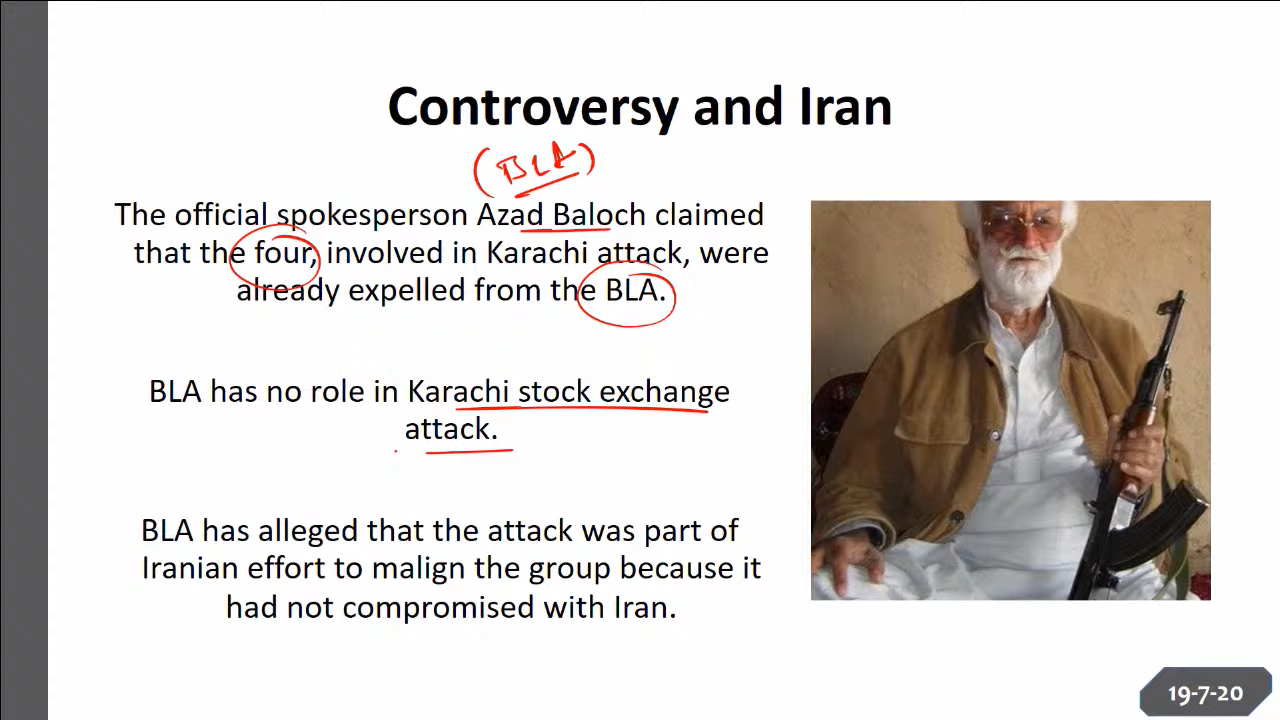 Controversy and Iran
(BLA)
The official spokesperson Azad Baloch claimed
that the four, involved in Karachi attack, were
already expelled from the BLA.
BLA has no role in Karachi stock exchange
attack.
BLA has alleged that the attack was part of
Iranian effort to malign the group because it
had not compromised with Iran.
19-7-20